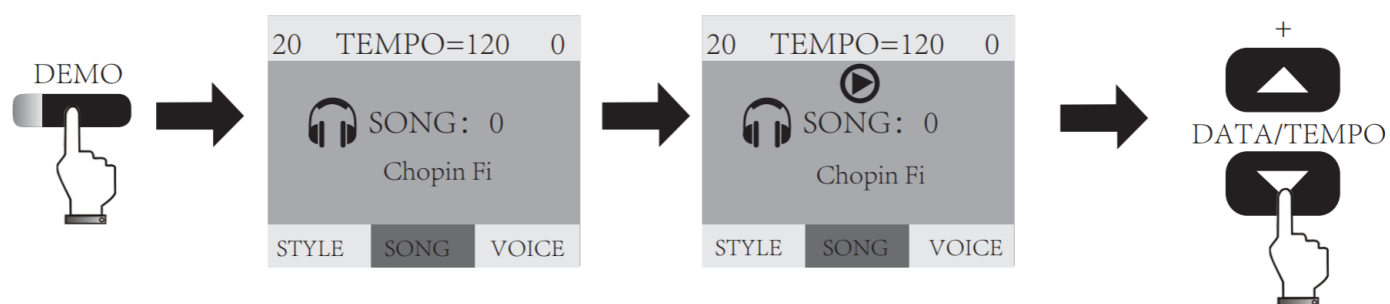 DEMO
20 TEMPO=120 0
SONG: 0
Chopin Fi
STYLE SONG VOICE
20 TEMPO=120 0
SONG: 0
Chopin Fi
STYLE SONG VOICE
+
DATA/TEMPO